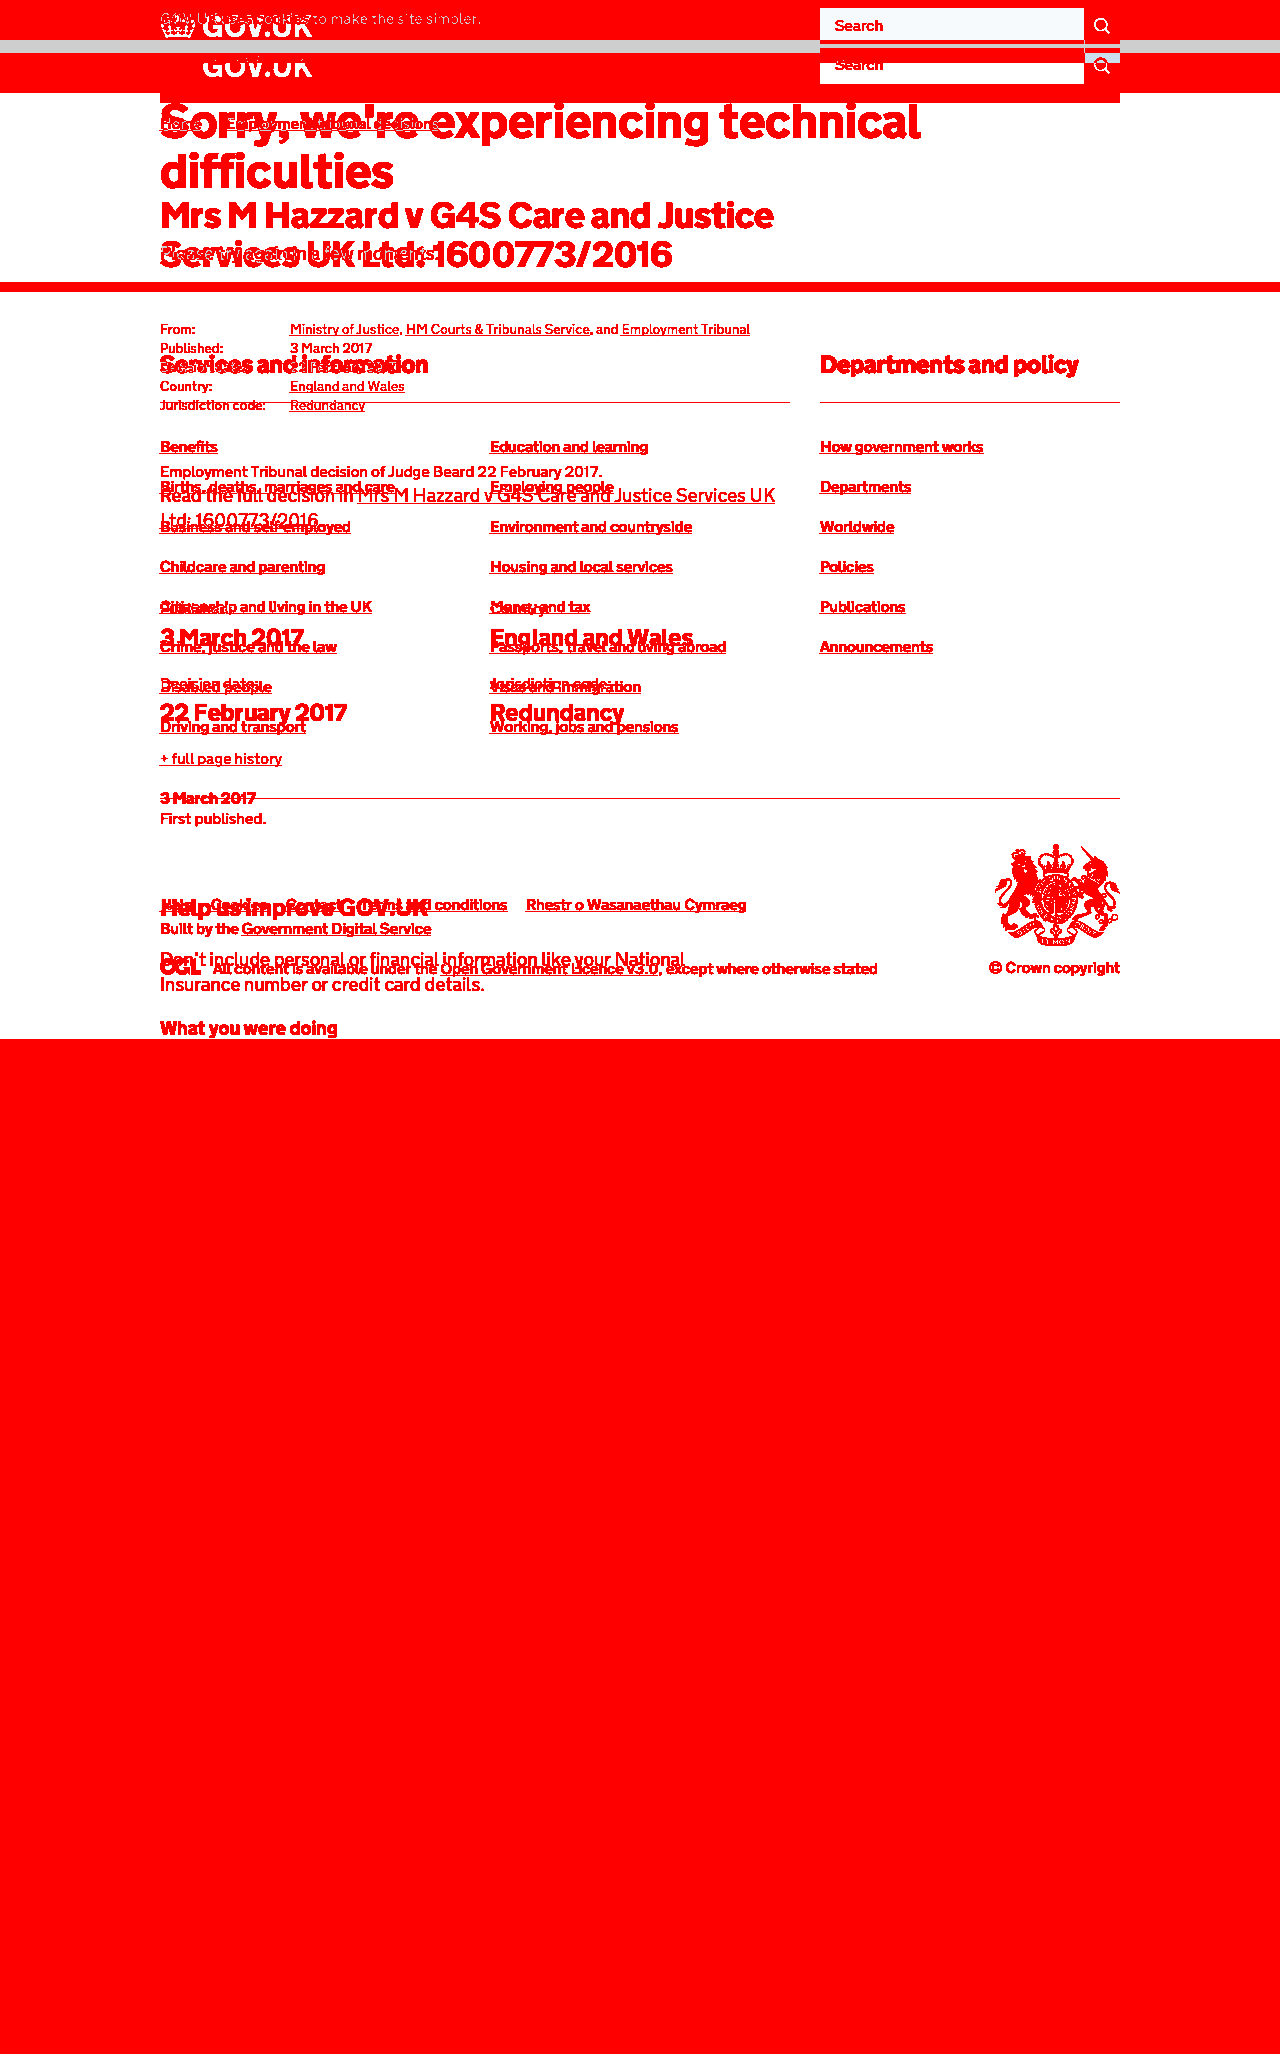 GOV.UK uses cookies to make the site simpler.
GOV.UK
Search
GOV.UK
Search
Sorry, we're experiencing technical
difficulties
Home Employment Tribunal decisions
Mrs M Hazzard v G4S Care and Justice
Services UK Ltd: 1600773/2016
Please try again in a few moments.
From: Ministry of Justice, HM Courts & Tribunals Service, and Employment Tribunal
Published: 3 March 2017
Services and information
Departments and policy
Country: England and Wales
Jurisdiction code: Redundancy
Benefits
Education and learning
How government works
Employment Tribunal decision of Judge Beard 22 February 2017.
Births, deaths, marriages and care
Employing people
Departments
Read the full decision in Mrs M Hazzard v G4S Care and Justice Services UK
Ltd: 1600773/2016.
Business and self-employed
Environment and countryside
Worldwide
Childcare and parenting
Housing and local services
Policies
Citizenship and living in the UK
Money and tax
Publications
Country:
3 March 2017
England and Wales
Crime, justice and the law
Passports, travel and living abroad
Announcements
Decision date:
Jurisdiction code:
Disabled people
Visas and immigration
22 February 2017
Redundancy
Driving and transport
Working, jobs and pensions
+ full page history
3 March 2017
First published.
Help us improve GOV.UK
Help Cookies Contact Terms and conditions Rhestr o Wasanaethau Cymraeg
Built by the Government Digital Service
Don't include personal or financial information like your National
OGL All content is available under the Open Government Licence v3.0, except where otherwise stated
© Crown copyright
Insurance number or credit card details.
What you were doing